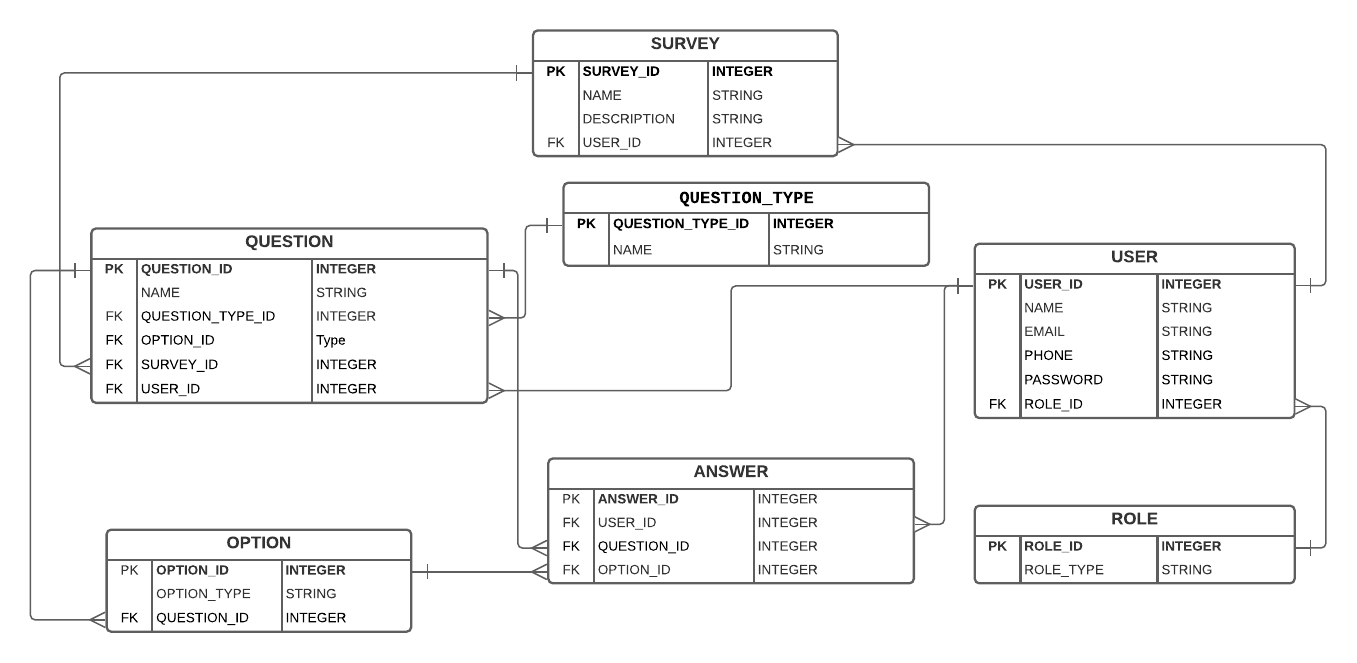 SURVEY
PK SURVEY_ID INTEGER
NAME STRING
DESCRIPTION STRING
FK USER_ID INTEGER
QUESTION_TYPE
PK QUESTION_TYPE_ID INTEGER
NAME STRING
QUESTION
PK QUESTION_ID INTEGER
NAME STRING
FK QUESTION_TYPE_ID INTEGER
FK OPTION_ID Type
FK SURVEY_ID INTEGER
FK USER_ID INTEGER
USER
PK USER_ID INTEGER
NAME STRING
EMAIL STRING
PHONE STRING
PASSWORD STRING
FK ROLE_ID INTEGER
ANSWER
PK ANSWER_ID INTEGER
FK USER_ID INTEGER
FK QUESTION_ID INTEGER
FK OPTION_ID INTEGER
ROLE
PK ROLE_ID INTEGER
ROLE_TYPE STRING
OPTION
PK OPTION_ID INTEGER
OPTION_TYPE STRING
FK QUESTION_ID INTEGER